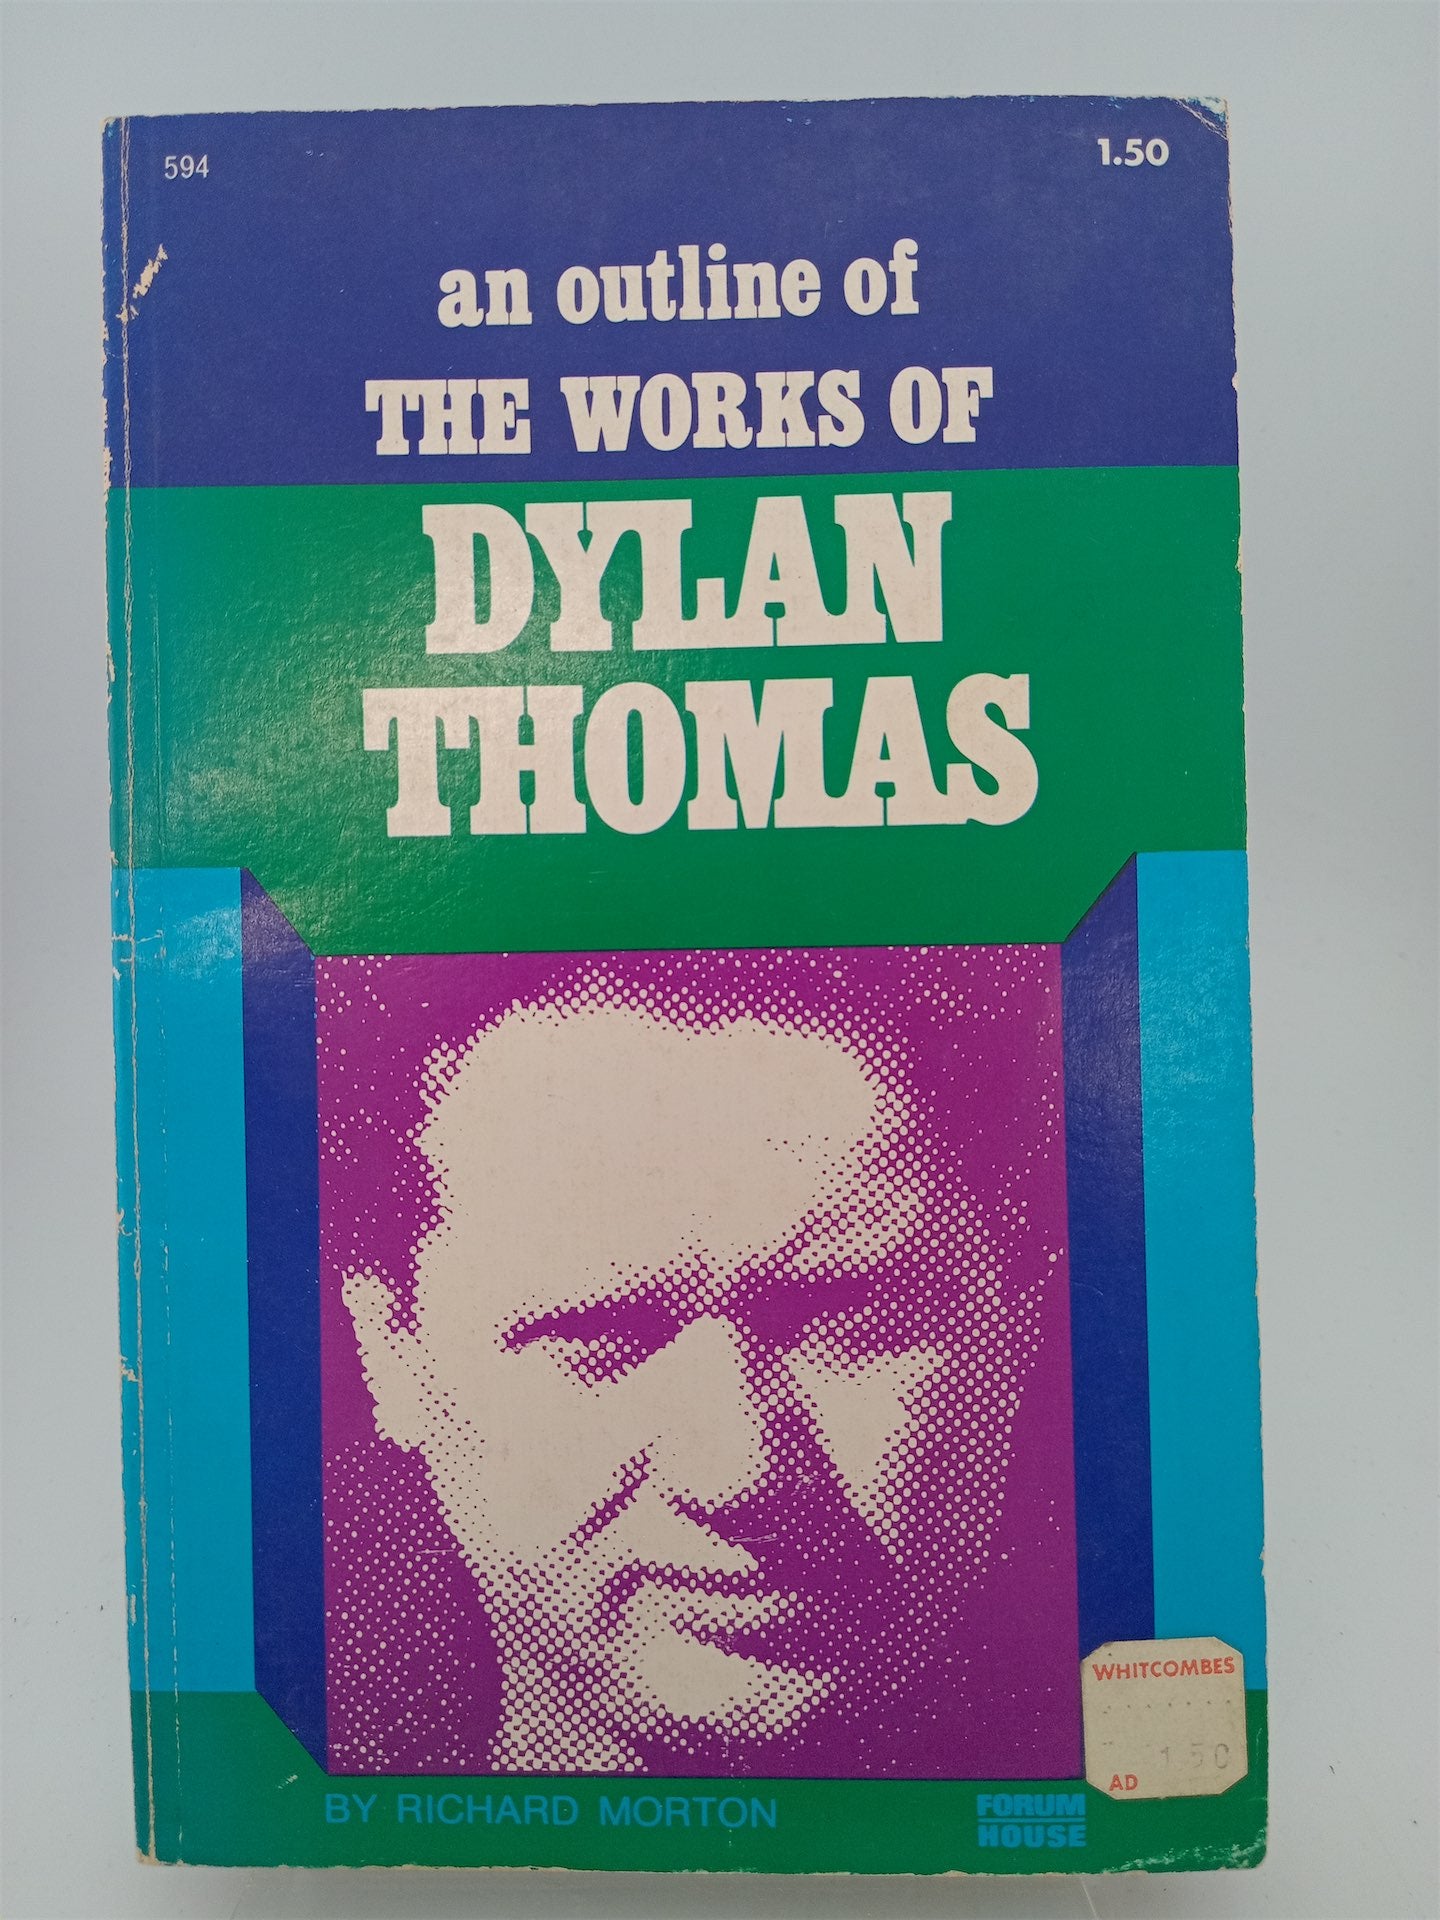 594
1.50
an outline of
THE WORKS OF
DYLAN
THOMAS
WHITCOMBES
1.50
AD
BY RICHARD MORTON
FORUM
HOUSE